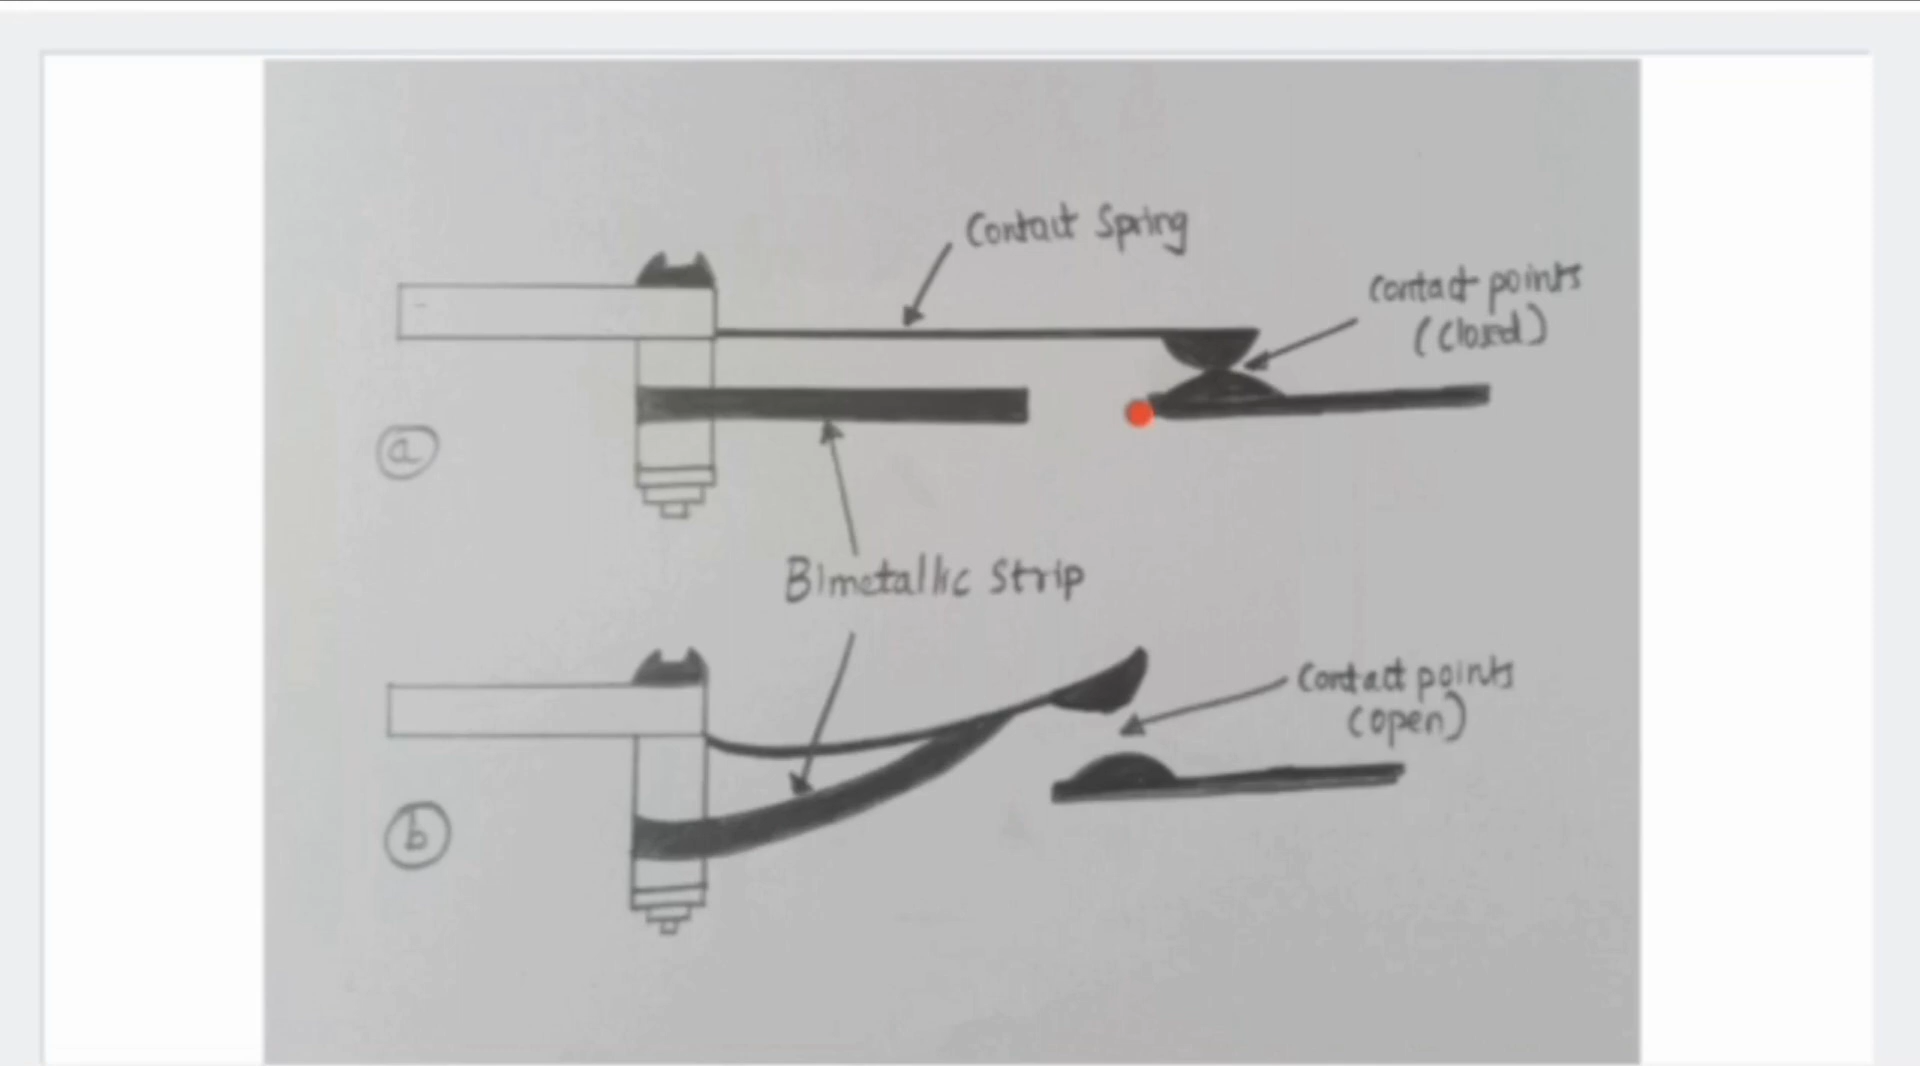 Contact Spring
Contact points
(Closed)
a
Bimetallic Strip
Contact points
(open)
b